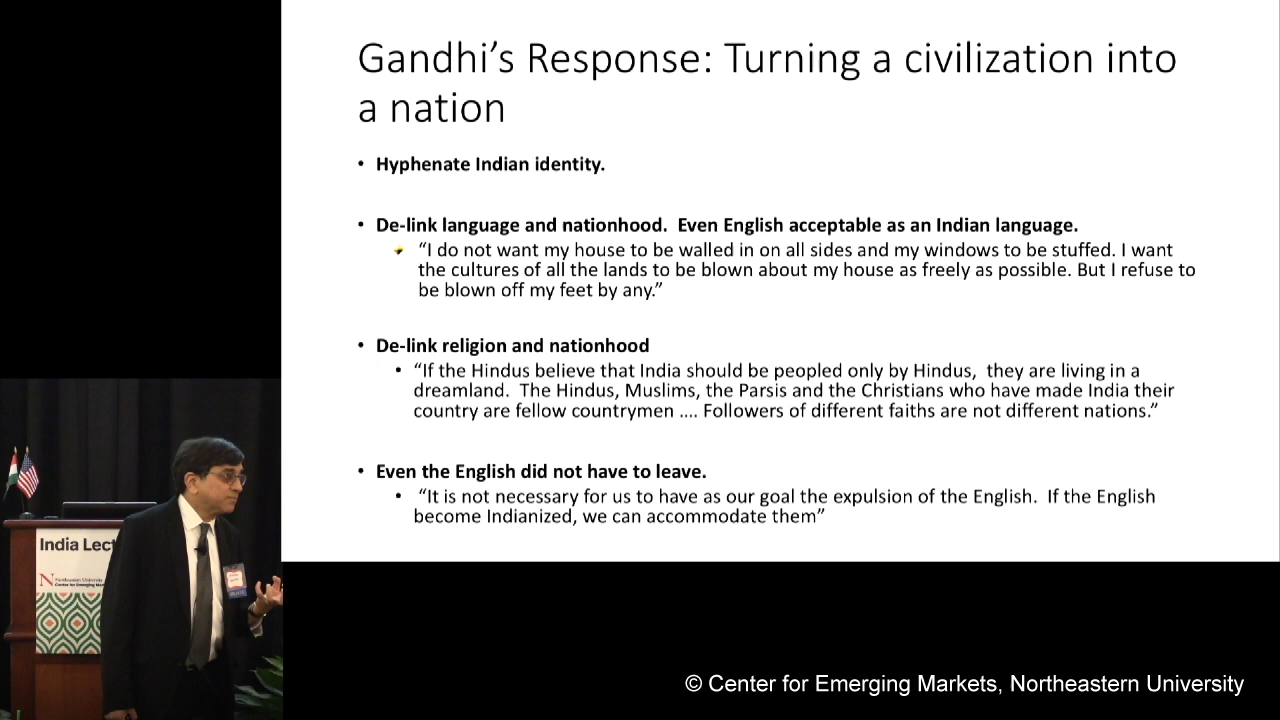 Gandhi’s Response: Turning a civilization into
a nation
• Hyphenate Indian identity.
• De-link language and nationhood.  Even English acceptable as an Indian language.
“I do not want my house to be walled in on all sides and my windows to be stuffed. I want
the cultures of all the lands to be blown about my house as freely as possible. But I refuse to
be blown off my feet by any.”
• De-link religion and nationhood
• “If the Hindus believe that India should be peopled only by Hindus,  they are living in a
dreamland.  The Hindus, Muslims, the Parsis and the Christians who have made India their
country are fellow countrymen .... Followers of different faiths are not different nations.”
• Even the English did not have to leave.
• “It is not necessary for us to have as our goal the expulsion of the English.  If the English
become Indianized, we can accommodate them”
India Lect
N Northeastern University
Center for Emerging Mark
© Center for Emerging Markets, Northeastern University